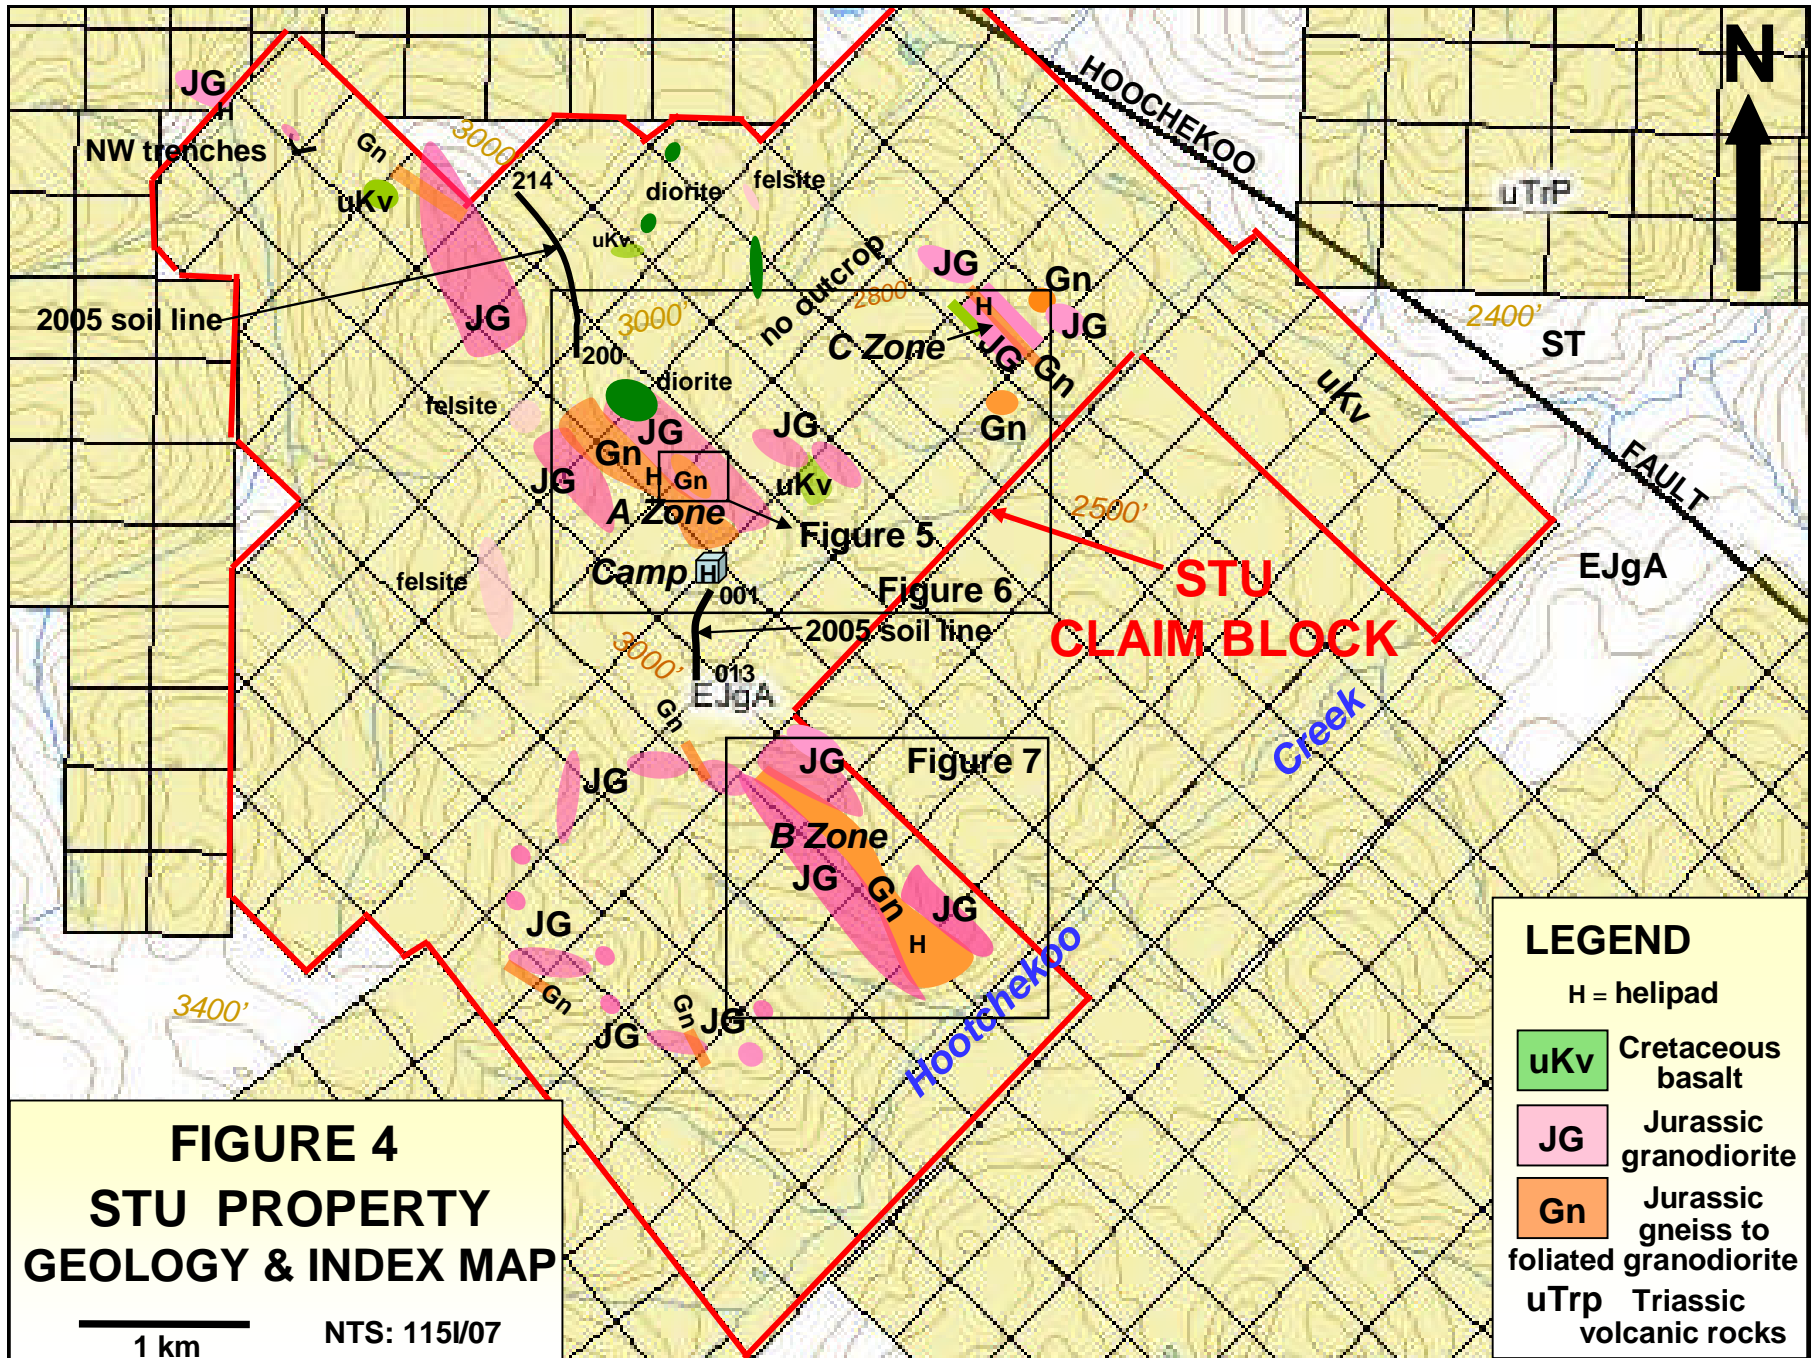 N
HOOCHEKOO
JG
H
NW trenches
Gn
3000'
uKv
214
diorite
felsite
uTrP
uKv
no outcrop
JG
Gn
2005 soil line
JG
3000'
2800'
H
JG
2400'
ST
200
C Zone
JG
Gn
uKv
diorite
felsite
JG
JG
Gn
Gn
H
Gn
JG
uKv
FAULT
A Zone
2500'
Figure 5
Camp
H
001
Figure 6
STU
CLAIM BLOCK
EJgA
felsite
2005 soil line
3000'
013
EJgA
Gn
Creek
JG
Figure 7
JG
B Zone
JG
Gn
JG
H
JG
Gn
Hootchekoo
3400'
Gn
JG
JG
LEGEND
H = helipad
uKv Cretaceous
basalt
JG Jurassic
granodiorite
Gn Jurassic
gneiss to
foliated granodiorite
uTrp Triassic
volcanic rocks
FIGURE 4
STU PROPERTY
GEOLOGY & INDEX MAP
1 km
NTS: 115I/07